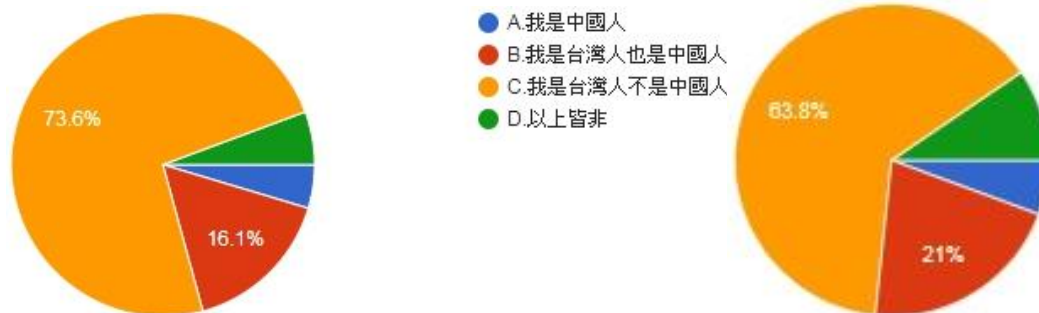 73.6%
16.1%
A.我是中國人
B.我是台灣人也是中國人
C.我是台灣人不是中國人
D.以上皆非
63.8%
21%